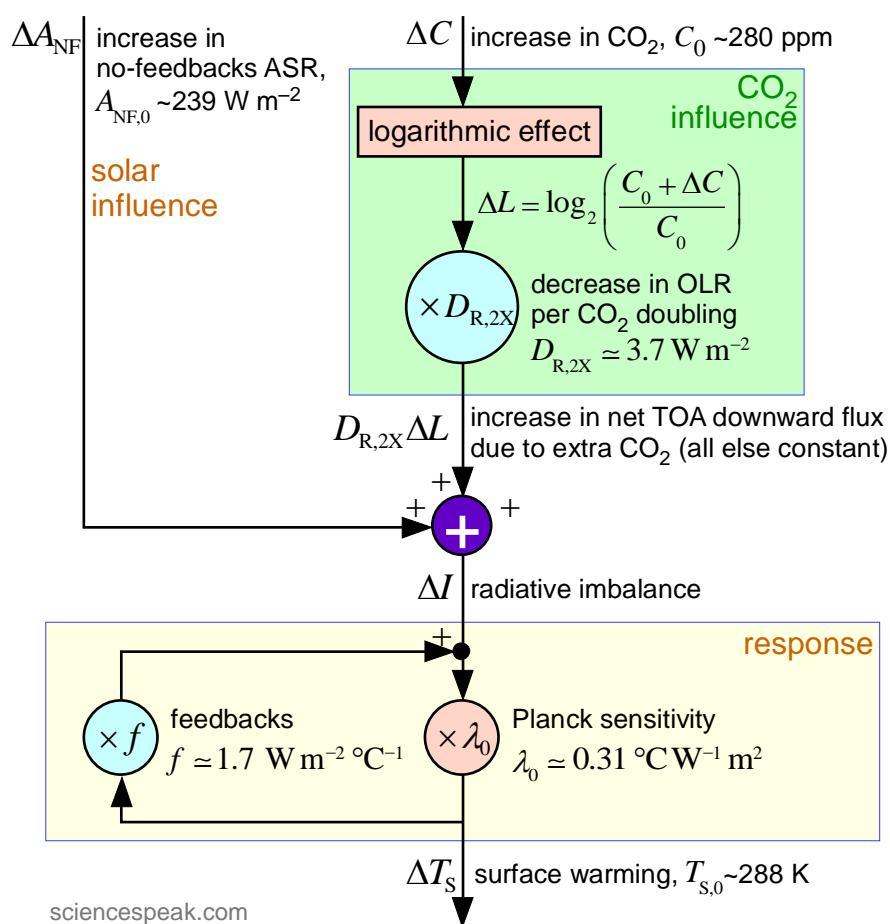 ΔA_NF increase in
no-feedbacks ASR,
A_NF,0 ~239 W m⁻²
solar
influence
ΔC increase in CO₂, C₀ ~280 ppm
CO₂
influence
logarithmic effect
ΔL = log₂((C₀ + ΔC) / C₀)
× D_R,2X
decrease in OLR
per CO₂ doubling
D_R,2X ≃ 3.7 W m⁻²
D_R,2X ΔL increase in net TOA downward flux
due to extra CO₂ (all else constant)
+
+ + +
ΔI radiative imbalance
response
+
× f feedbacks
f ≃ 1.7 W m⁻² °C⁻¹
× λ₀ Planck sensitivity
λ₀ ≃ 0.31 °C W⁻¹ m²
ΔT_S surface warming, T_S,0 ~288 K
sciencespeak.com